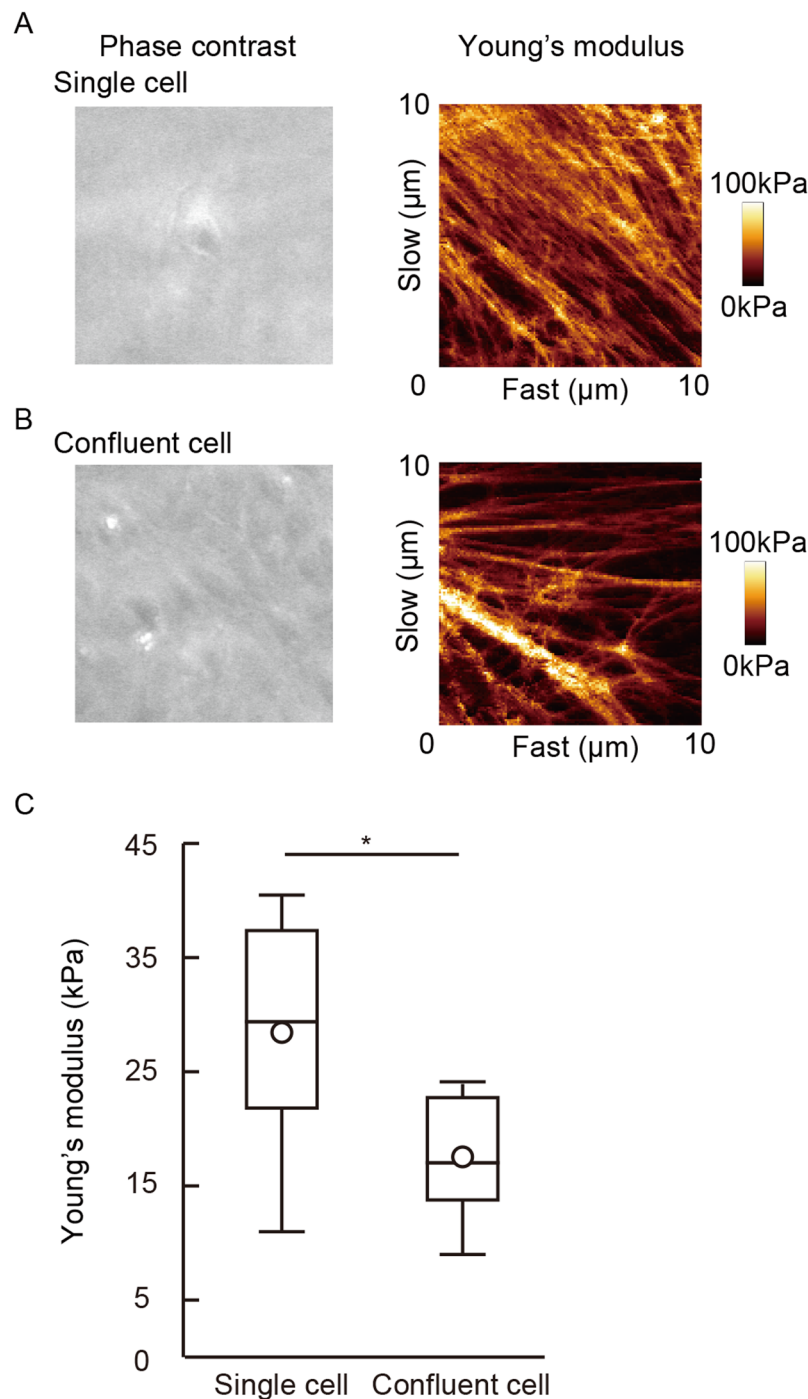 A
Phase contrast
Young's modulus
Single cell
10
Slow (µm)
100kPa
0kPa
0
Fast (µm)
10
B
Confluent cell
10
Slow (µm)
100kPa
0kPa
0
Fast (µm)
10
C
Young's modulus (kPa)
45
35
25
15
5
0
*
Single cell
Confluent cell